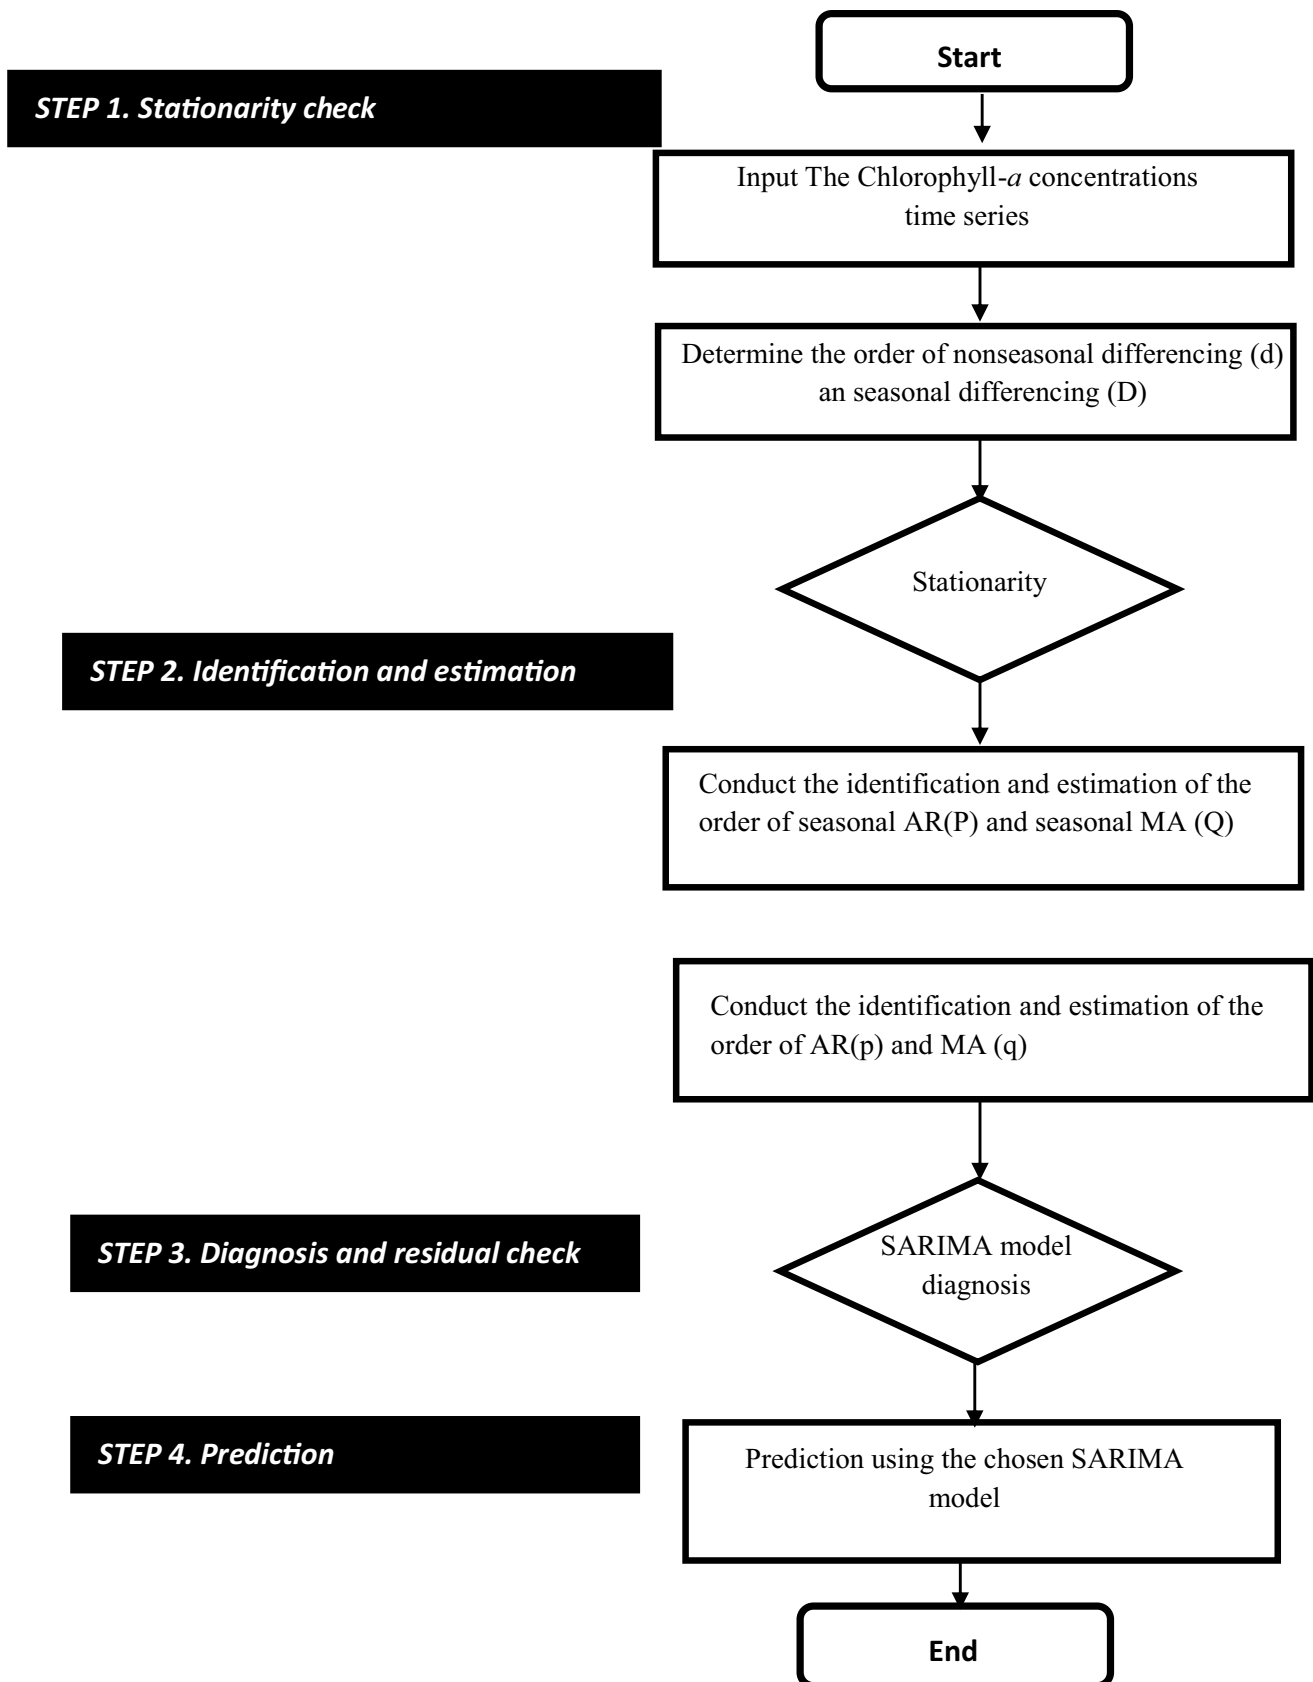 Start
STEP 1. Stationarity check
Input The Chlorophyll-a concentrations
time series
Determine the order of nonseasonal differencing (d)
an seasonal differencing (D)
Stationarity
STEP 2. Identification and estimation
Conduct the identification and estimation of the
order of seasonal AR(P) and seasonal MA (Q)
Conduct the identification and estimation of the
order of AR(p) and MA (q)
STEP 3. Diagnosis and residual check
SARIMA model
diagnosis
STEP 4. Prediction
Prediction using the chosen SARIMA
model
End